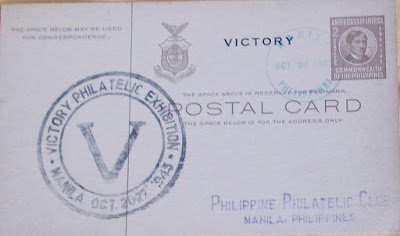 THE SPACE BELOW MAY BE USED
FOR CORRESPONDENCE.
VICTORY
UNITED STATES OF AMERICA
2
COMMONWEALTH
OF THE PHILIPPINES
THE SPACE ABOVE IS RESERVED FOR POSTMARK.
POSTAL CARD
THE SPACE BELOW IS FOR THE ADDRESS ONLY.
VICTORY PHILATELIC EXHIBITION
V
MANILA, OCT. 20-27, 1945
PHILIPPINE PHILATELIC CLUB
MANILA, PHILIPPINES